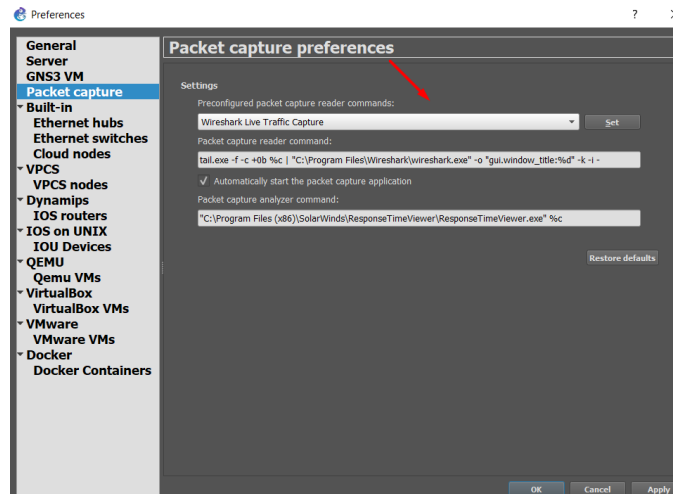 Preferences
General
Server
GNS3 VM
Packet capture
Built-in
Ethernet hubs
Ethernet switches
Cloud nodes
VPCS
VPCS nodes
Dynamips
IOS routers
IOS on UNIX
IOU Devices
QEMU
Qemu VMs
VirtualBox
VirtualBox VMs
VMware
VMware VMs
Docker
Docker Containers
Packet capture preferences
Settings
Preconfigured packet capture reader commands:
Wireshark Live Traffic Capture
Set
Packet capture reader command:
tail.exe -f -c +0b %c | "C:\Program Files\Wireshark\wireshark.exe" -o "gui.window_title:%d" -k -i -
Automatically start the packet capture application
Packet capture analyzer command:
"C:\Program Files (x86)\SolarWinds\ResponseTimeViewer\ResponseTimeViewer.exe" %c
Restore defaults
OK
Cancel
Apply